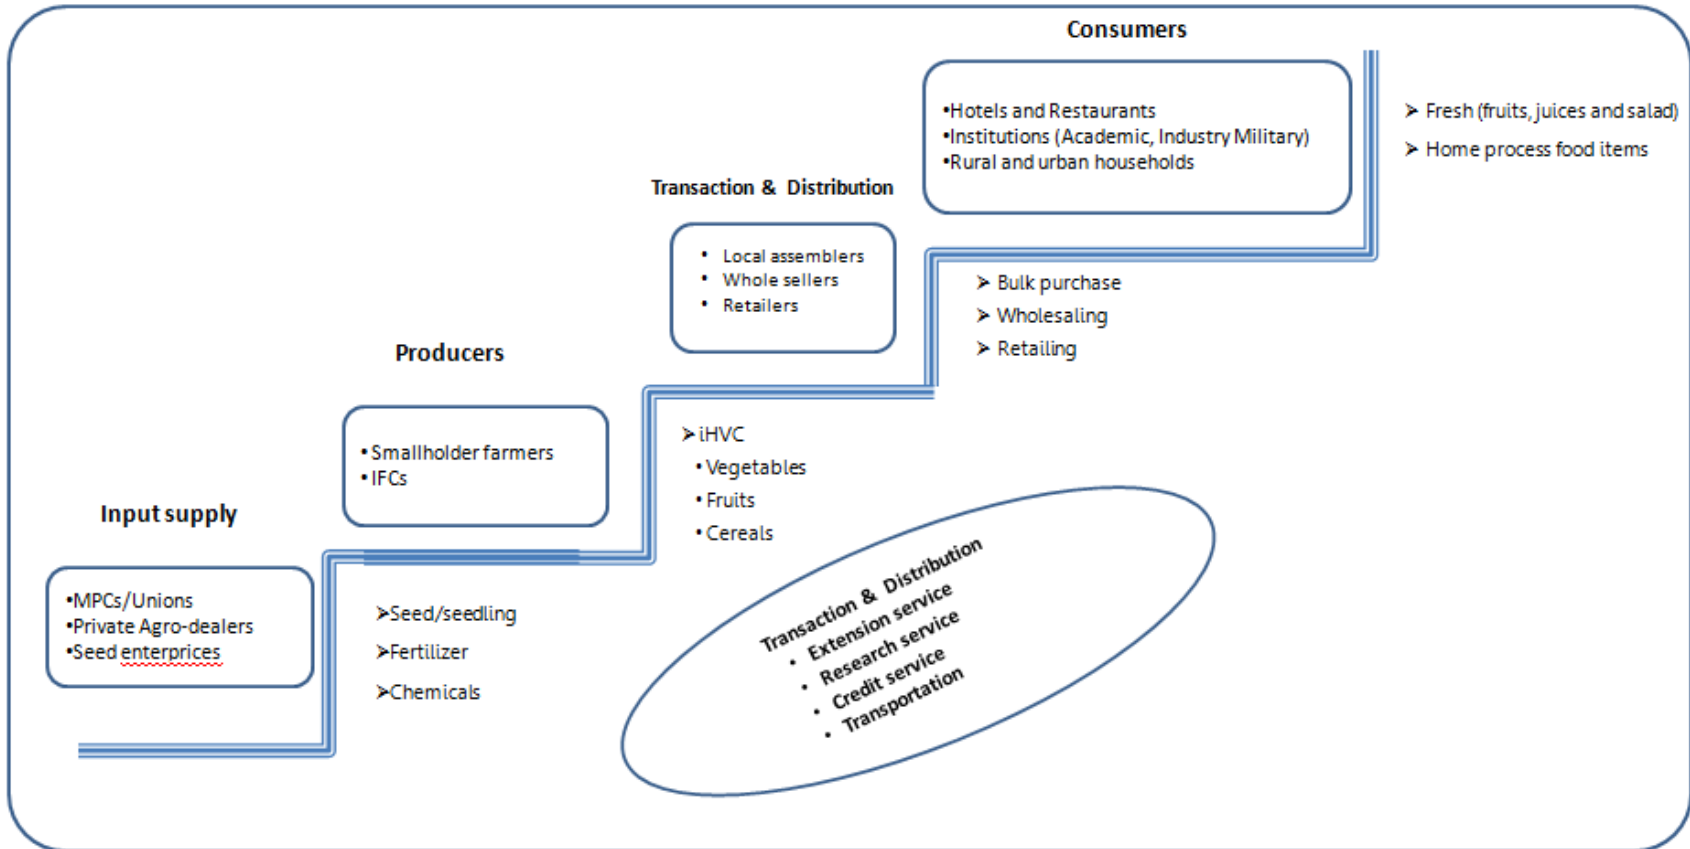 Consumers
•Hotels and Restaurants
•Institutions (Academic, Industry Military)
•Rural and urban households
➤ Fresh (fruits, juices and salad)
➤ Home process food items
Transaction & Distribution
• Local assemblers
• Whole sellers
• Retailers
➤ Bulk purchase
➤ Wholesaling
➤ Retailing
Producers
• Smallholder farmers
• IFCs
➤ iHVC
• Vegetables
• Fruits
• Cereals
Input supply
•MPCs/Unions
•Private Agro-dealers
•Seed enterprices
➤Seed/seedling
➤Fertilizer
➤Chemicals
Transaction & Distribution
• Extension service
• Research service
• Credit service
• Transportation